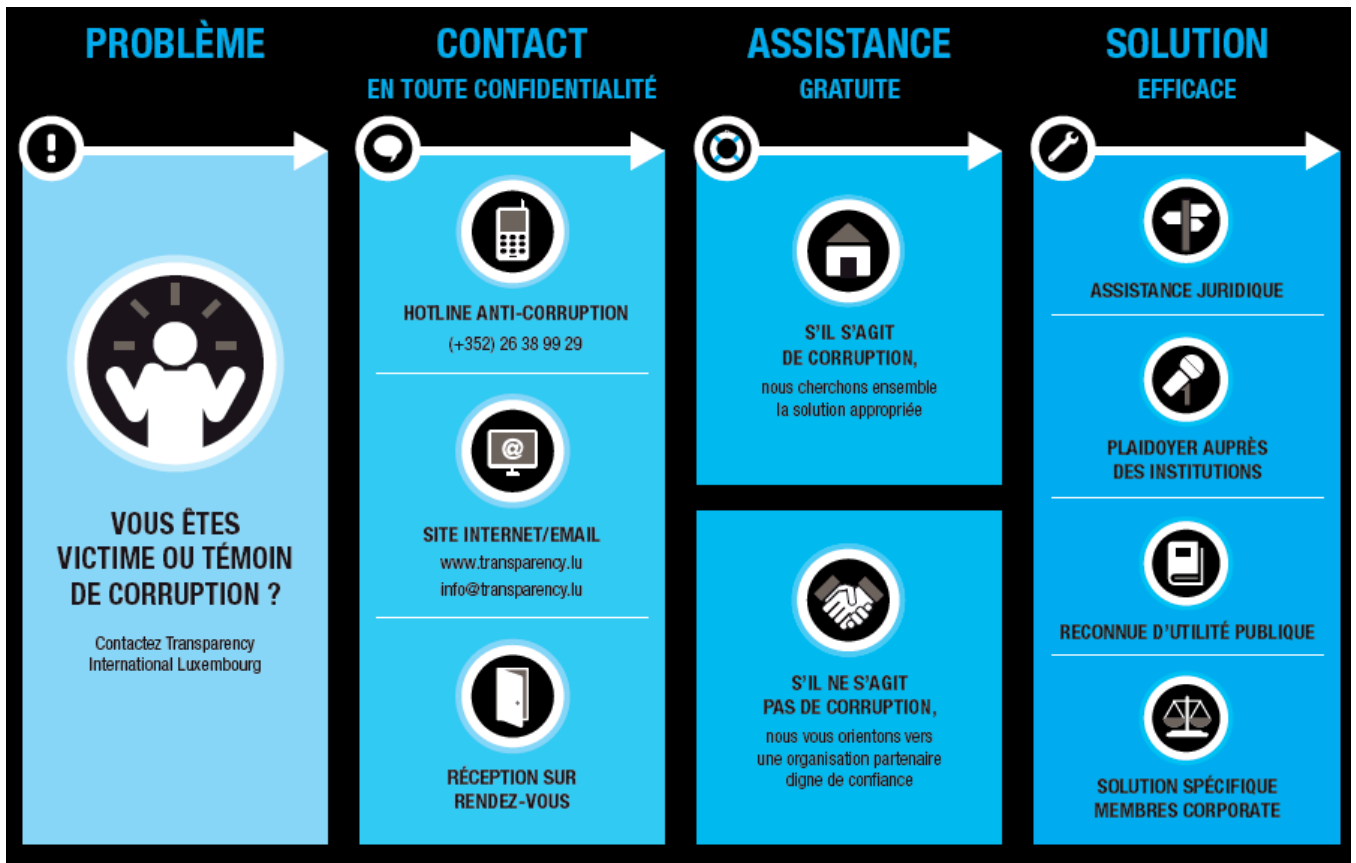 PROBLÈME
VOUS ÊTES
VICTIME OU TÉMOIN
DE CORRUPTION ?
Contactez Transparency
International Luxembourg
CONTACT
EN TOUTE CONFIDENTIALITÉ
HOTLINE ANTI-CORRUPTION
(+352) 26 38 99 29
@
SITE INTERNET/EMAIL
www.transparency.lu
info@transparency.lu
RÉCEPTION SUR
RENDEZ-VOUS
ASSISTANCE
GRATUITE
S'IL S'AGIT
DE CORRUPTION,
nous cherchons ensemble
la solution appropriée
S'IL NE S'AGIT
PAS DE CORRUPTION,
nous vous orientons vers
une organisation partenaire
digne de confiance
SOLUTION
EFFICACE
ASSISTANCE JURIDIQUE
PLAIDOYER AUPRÈS
DES INSTITUTIONS
RECONNUE D'UTILITÉ PUBLIQUE
SOLUTION SPÉCIFIQUE
MEMBRES CORPORATE